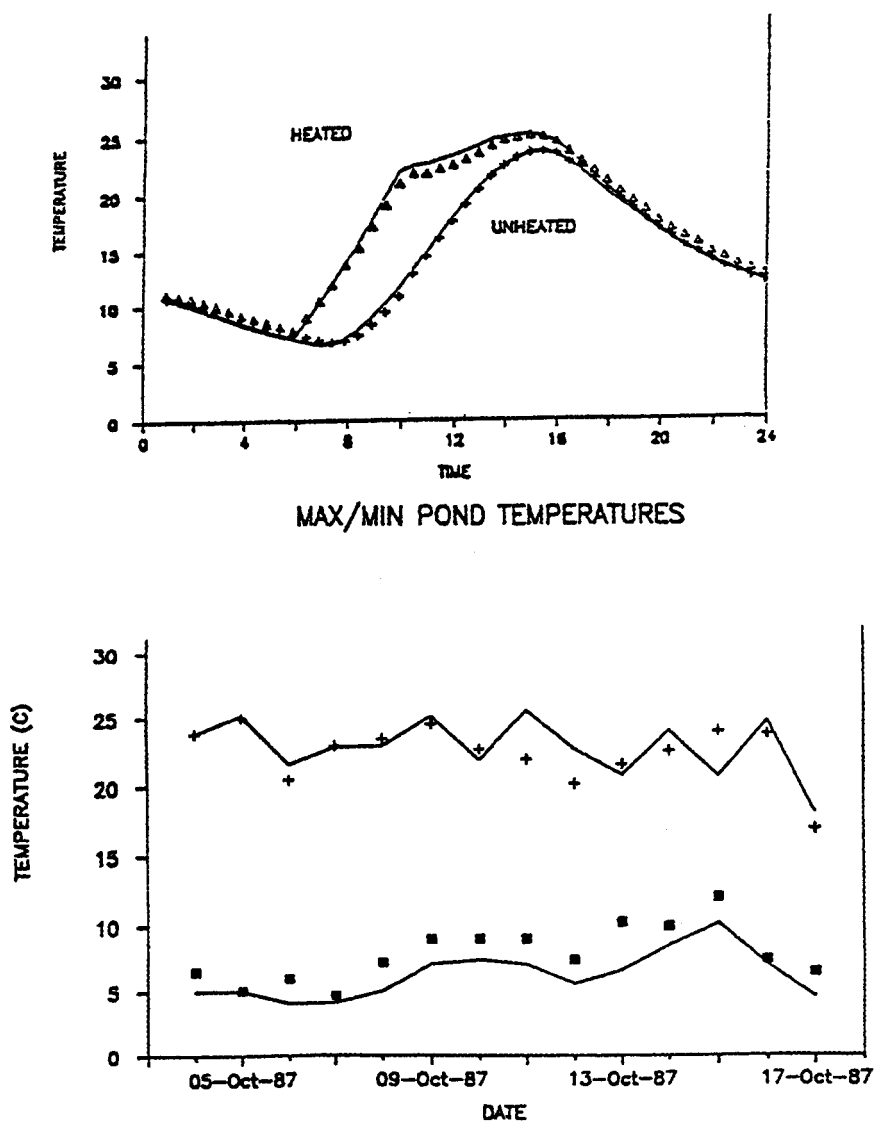 30
25
20
15
10
5
0
TEMPERATURE
HEATED
UNHEATED
0 4 8 12 16 20 24
TIME
MAX/MIN POND TEMPERATURES
30
25
20
15
10
5
0
TEMPERATURE (C)
05-Oct-87 09-Oct-87 13-Oct-87 17-Oct-87
DATE